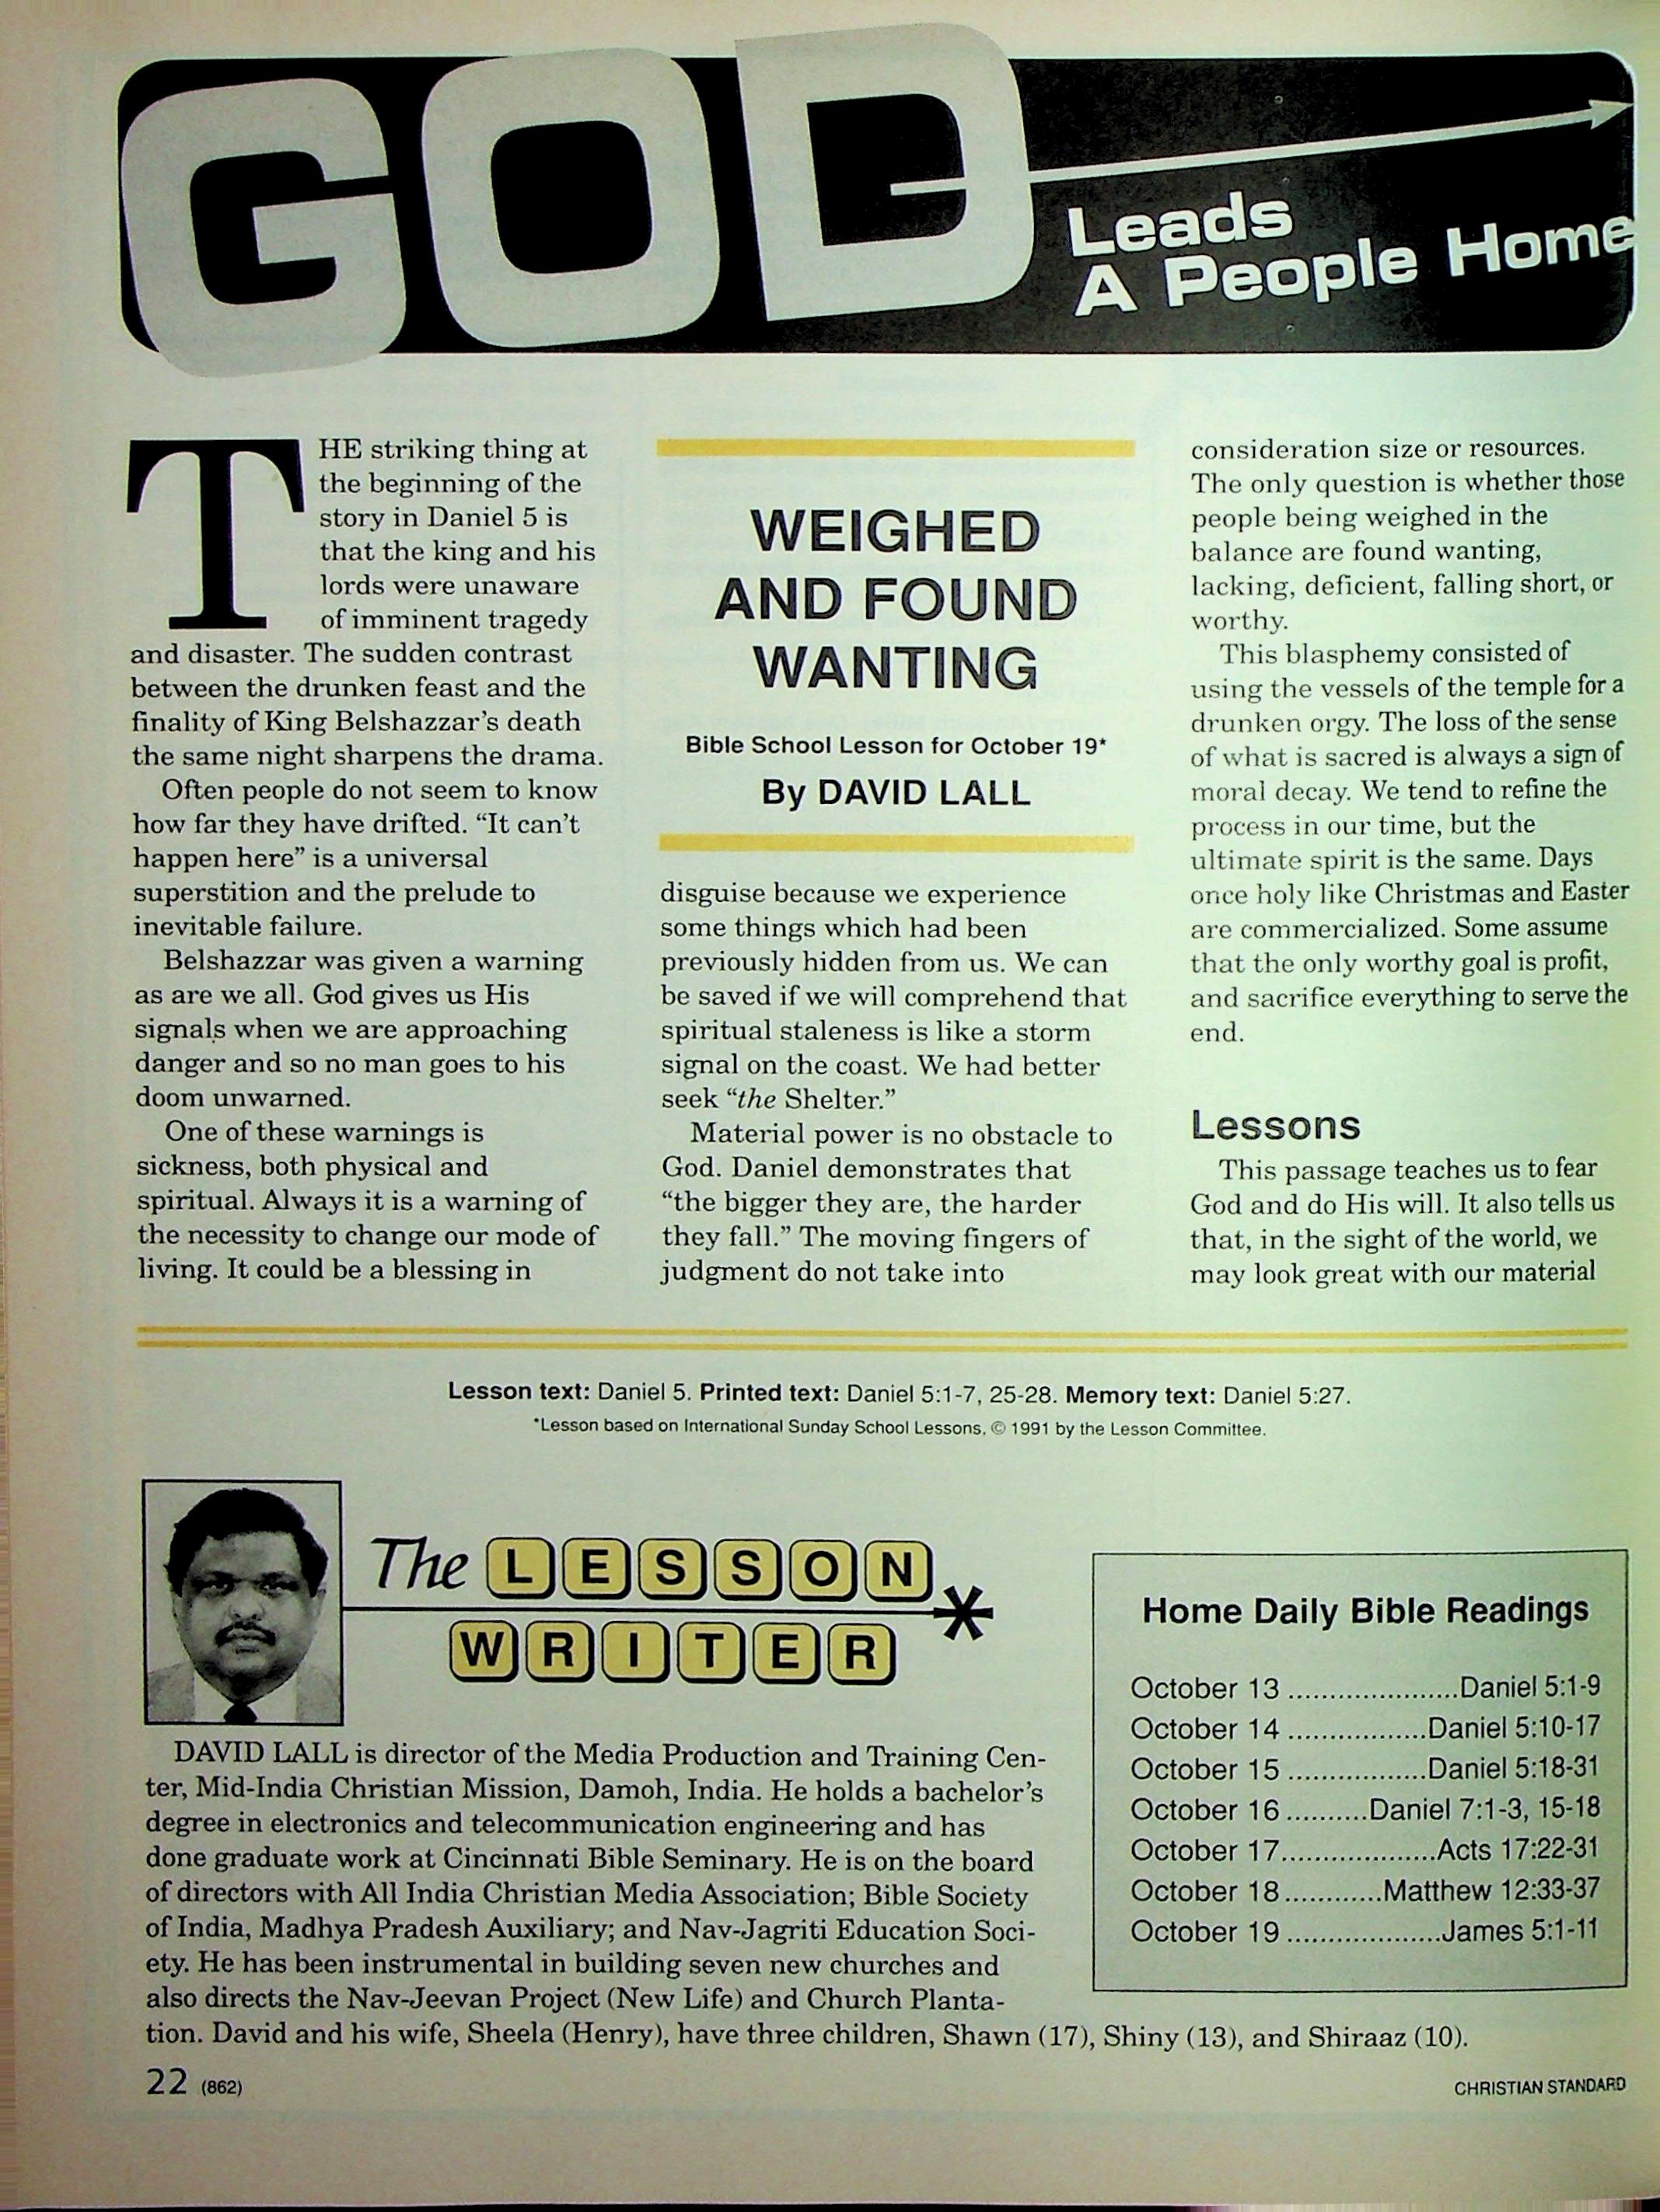 GOD
Leads
A People Home
THE striking thing at
the beginning of the
story in Daniel 5 is
that the king and his
lords were unaware
of imminent tragedy
and disaster. The sudden contrast
between the drunken feast and the
finality of King Belshazzar's death
the same night sharpens the drama.
Often people do not seem to know
how far they have drifted. “It can't
happen here” is a universal
superstition and the prelude to
inevitable failure.
Belshazzar was given a warning
as are we all. God gives us His
signals when we are approaching
danger and so no man goes to his
doom unwarned.
One of these warnings is
sickness, both physical and
spiritual. Always it is a warning of
the necessity to change our mode of
living. It could be a blessing in
WEIGHED
AND FOUND
WANTING
Bible School Lesson for October 19*
By DAVID LALL
disguise because we experience
some things which had been
previously hidden from us. We can
be saved if we will comprehend that
spiritual staleness is like a storm
signal on the coast. We had better
seek “the Shelter.”
Material power is no obstacle to
God. Daniel demonstrates that
“the bigger they are, the harder
they fall.” The moving fingers of
judgment do not take into
consideration size or resources.
The only question is whether those
people being weighed in the
balance are found wanting,
lacking, deficient, falling short, or
worthy.
This blasphemy consisted of
using the vessels of the temple for a
drunken orgy. The loss of the sense
of what is sacred is always a sign of
moral decay. We tend to refine the
process in our time, but the
ultimate spirit is the same. Days
once holy like Christmas and Easter
are commercialized. Some assume
that the only worthy goal is profit,
and sacrifice everything to serve the
end.
Lessons
This passage teaches us to fear
God and do His will. It also tells us
that, in the sight of the world, we
may look great with our material
Lesson text: Daniel 5. Printed text: Daniel 5:1-7, 25-28. Memory text: Daniel 5:27.
*Lesson based on International Sunday School Lessons, © 1991 by the Lesson Committee.
The LESSON
WRITER*
DAVID LALL is director of the Media Production and Training Cen-
ter, Mid-India Christian Mission, Damoh, India. He holds a bachelor's
degree in electronics and telecommunication engineering and has
done graduate work at Cincinnati Bible Seminary. He is on the board
of directors with All India Christian Media Association; Bible Society
of India, Madhya Pradesh Auxiliary; and Nav-Jagriti Education Soci-
ety. He has been instrumental in building seven new churches and
also directs the Nav-Jeevan Project (New Life) and Church Planta-
tion. David and his wife, Sheela (Henry), have three children, Shawn (17), Shiny (13), and Shiraaz (10).
Home Daily Bible Readings
October 13 .....................Daniel 5:1-9
October 14 .................Daniel 5:10-17
October 15 .................Daniel 5:18-31
October 16 ..........Daniel 7:1-3, 15-18
October 17...................Acts 17:22-31
October 18 ............Matthew 12:33-37
October 19 ...................James 5:1-11
22 (862)
CHRISTIAN STANDARD